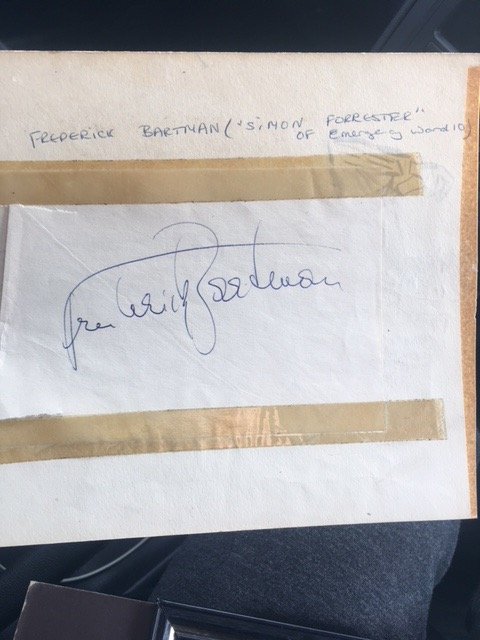 FREDERICK BARTMAN ("SIMON FORRESTER"
OF Emergency Ward 10)
Frederick Bartman